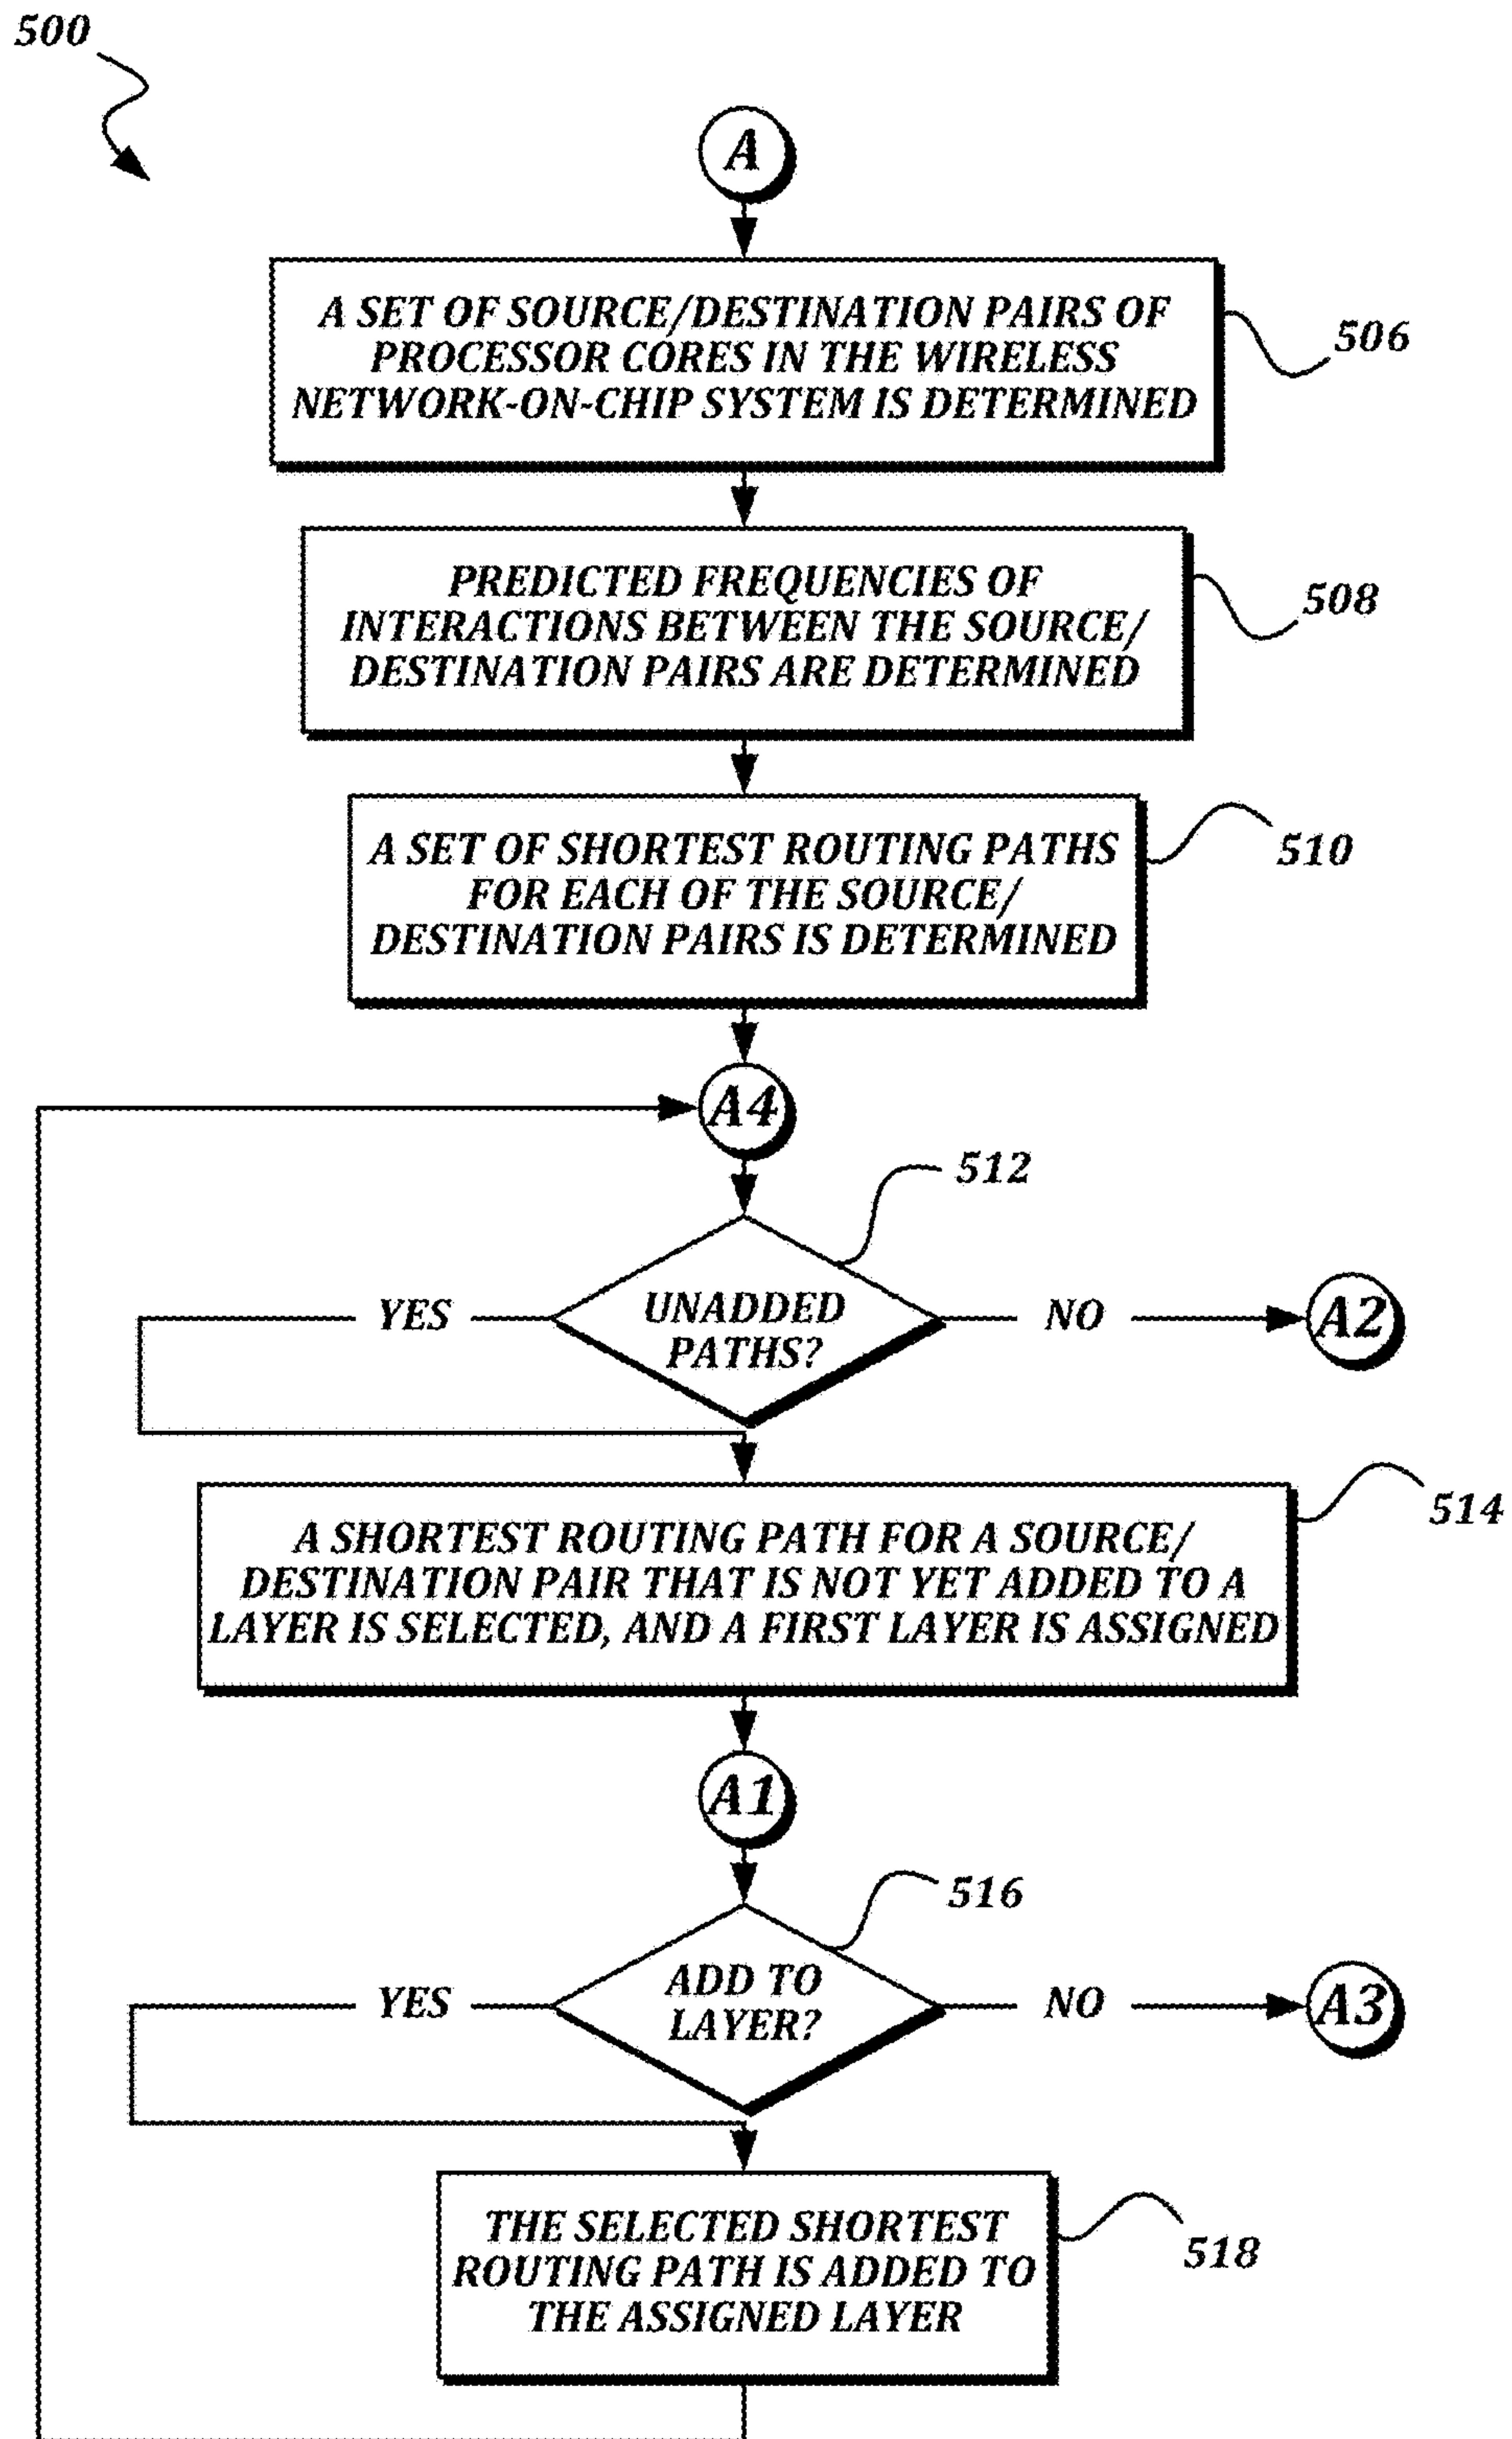 500
A
A SET OF SOURCE/DESTINATION PAIRS OF
PROCESSOR CORES IN THE WIRELESS
NETWORK-ON-CHIP SYSTEM IS DETERMINED
506
PREDICTED FREQUENCIES OF
INTERACTIONS BETWEEN THE SOURCE/
DESTINATION PAIRS ARE DETERMINED
508
A SET OF SHORTEST ROUTING PATHS
FOR EACH OF THE SOURCE/
DESTINATION PAIRS IS DETERMINED
510
A4
512
YES
UNADDED
PATHS?
NO
A2
A SHORTEST ROUTING PATH FOR A SOURCE/
DESTINATION PAIR THAT IS NOT YET ADDED TO A
LAYER IS SELECTED, AND A FIRST LAYER IS ASSIGNED
514
A1
516
YES
ADD TO
LAYER?
NO
A3
THE SELECTED SHORTEST
ROUTING PATH IS ADDED TO
THE ASSIGNED LAYER
518